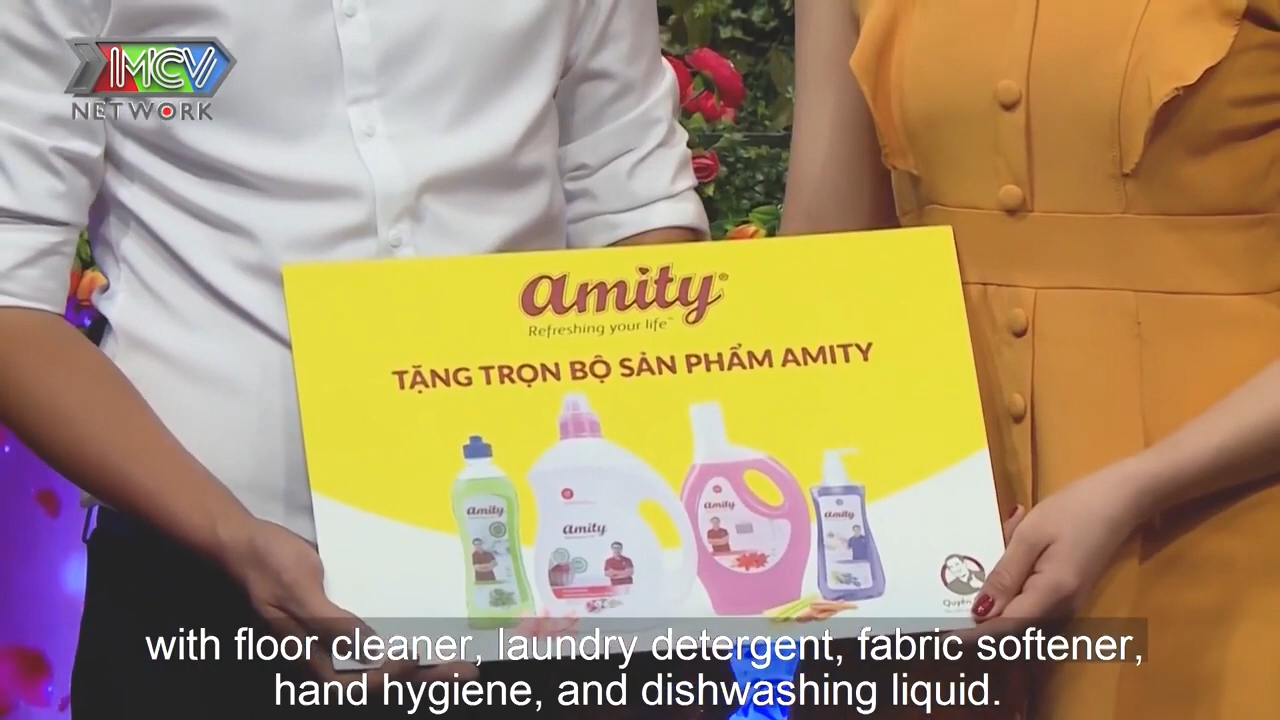 MCV
NETWORK
amity®
Refreshing your life™
TẶNG TRỌN BỘ SẢN PHẨM AMITY
amity
amity
amity
amity
with floor cleaner, laundry detergent, fabric softener,
hand hygiene, and dishwashing liquid.